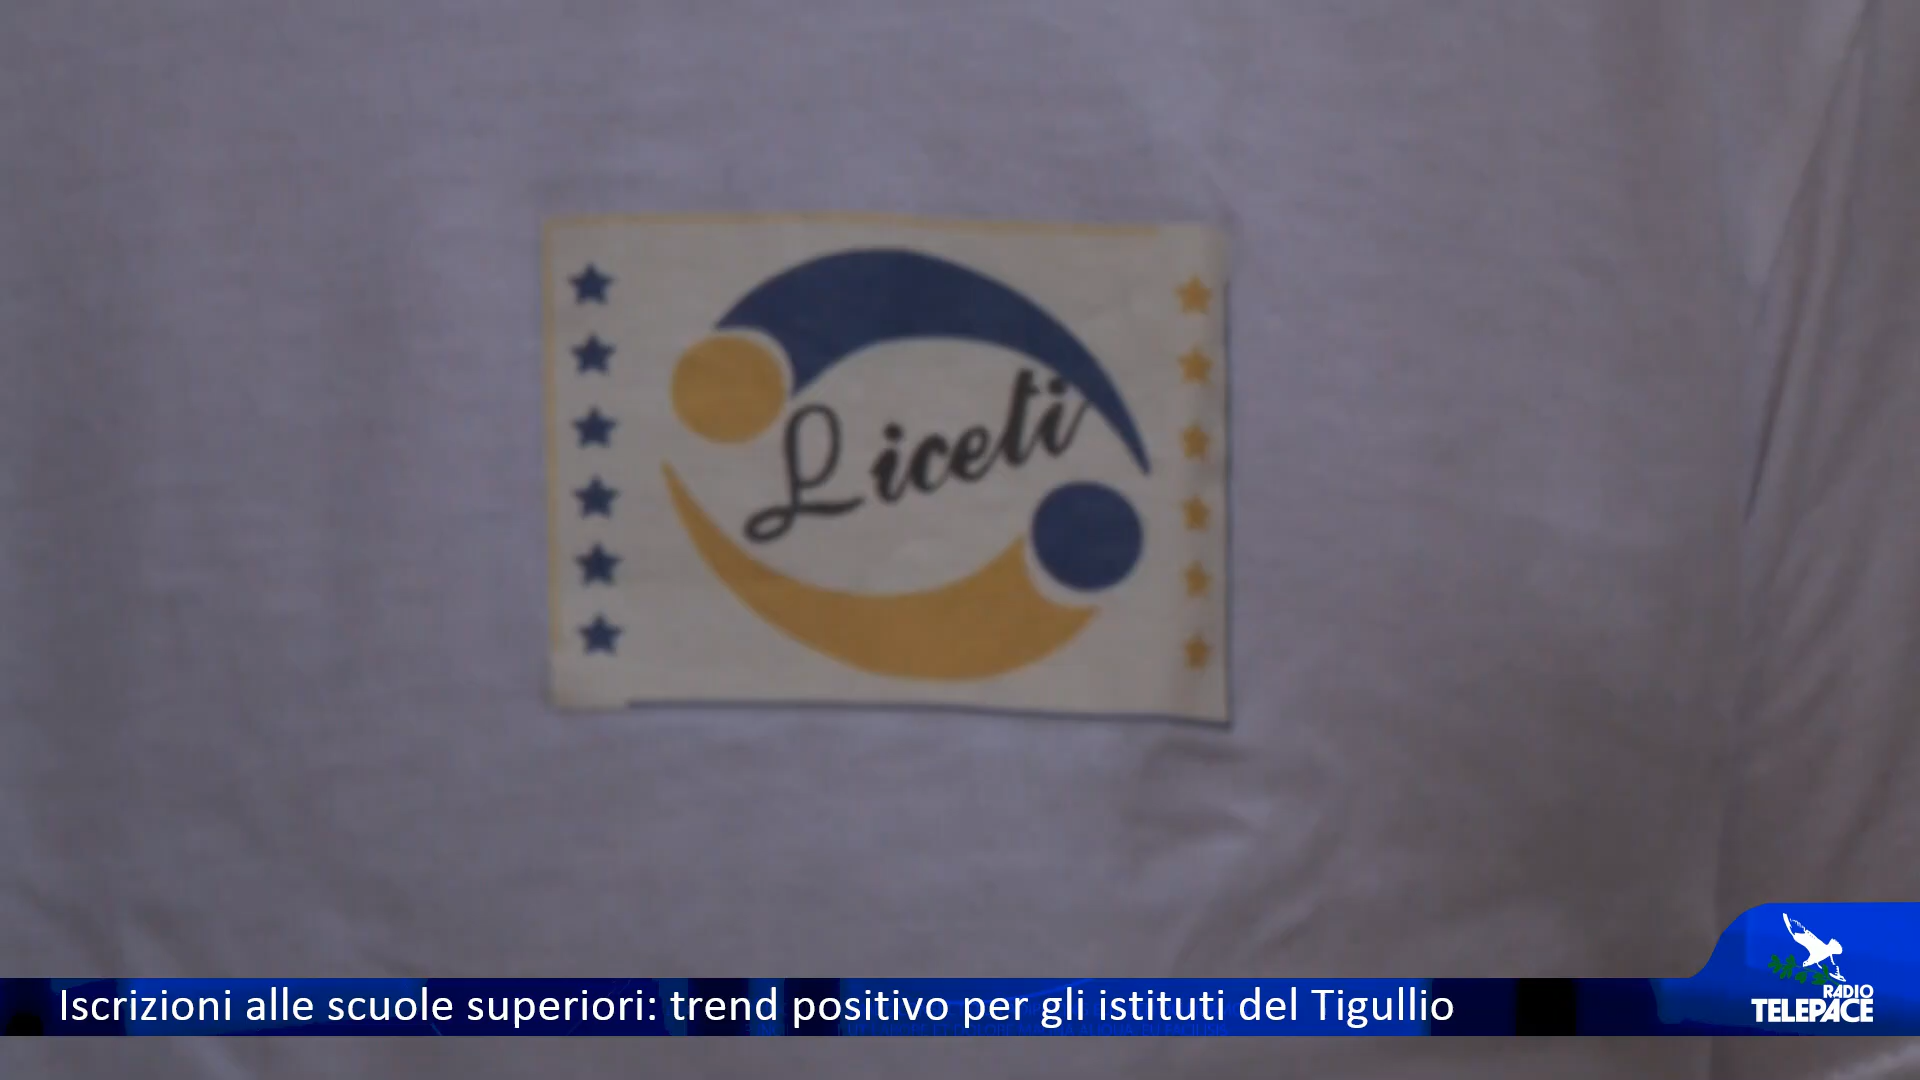 Liceti
Iscrizioni alle scuole superiori: trend positivo per gli istituti del Tigullio
RADIO
TELEPACE